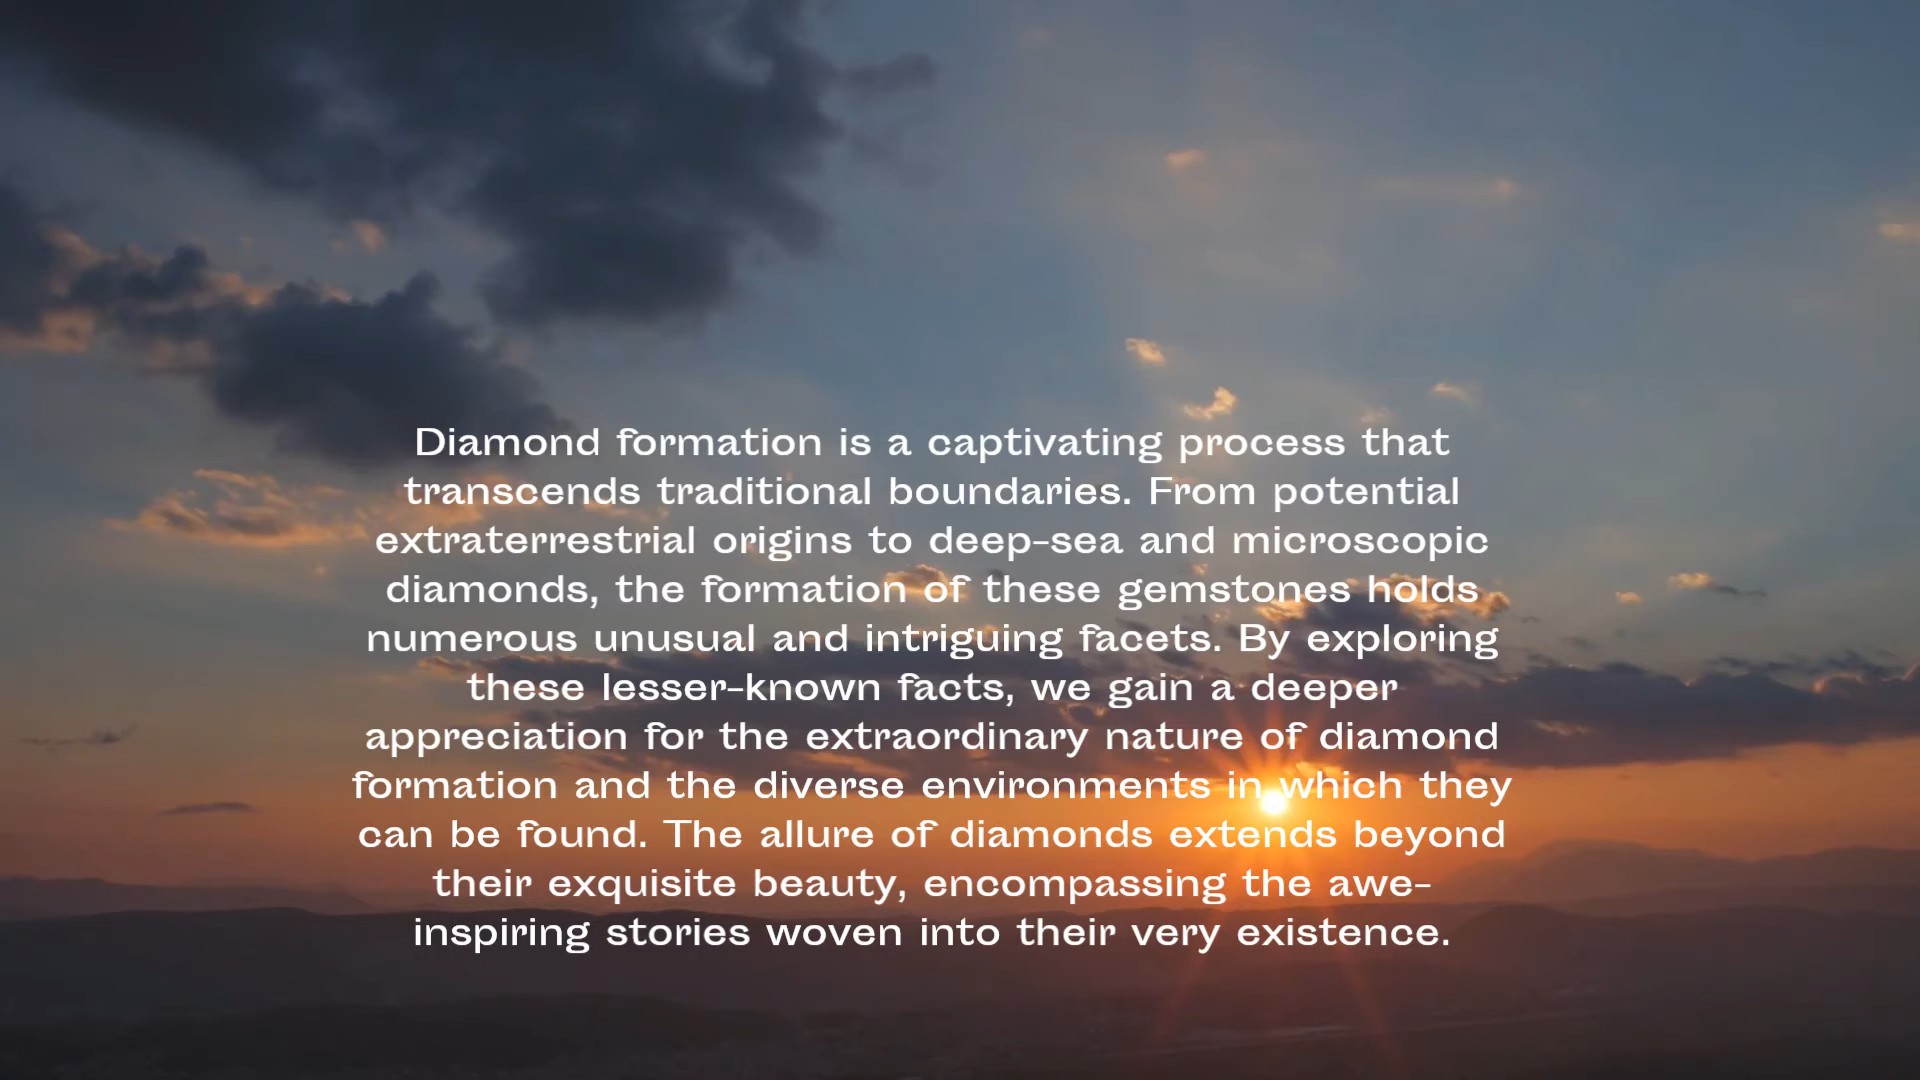 Diamond formation is a captivating process that
transcends traditional boundaries. From potential
extraterrestrial origins to deep-sea and microscopic
diamonds, the formation of these gemstones holds
numerous unusual and intriguing facets. By exploring
these lesser-known facts, we gain a deeper
appreciation for the extraordinary nature of diamond
formation and the diverse environments in which they
can be found. The allure of diamonds extends beyond
their exquisite beauty, encompassing the awe-
inspiring stories woven into their very existence.